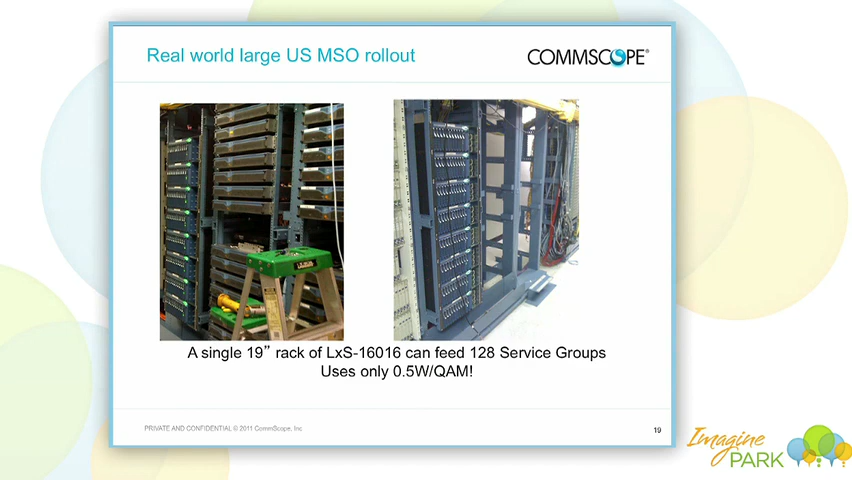 Real world large US MSO rollout
COMMSCOPE®
A single 19” rack of LxS-16016 can feed 128 Service Groups
Uses only 0.5W/QAM!
PRIVATE AND CONFIDENTIAL © 2011 CommScope, Inc
19
Imagine
PARK